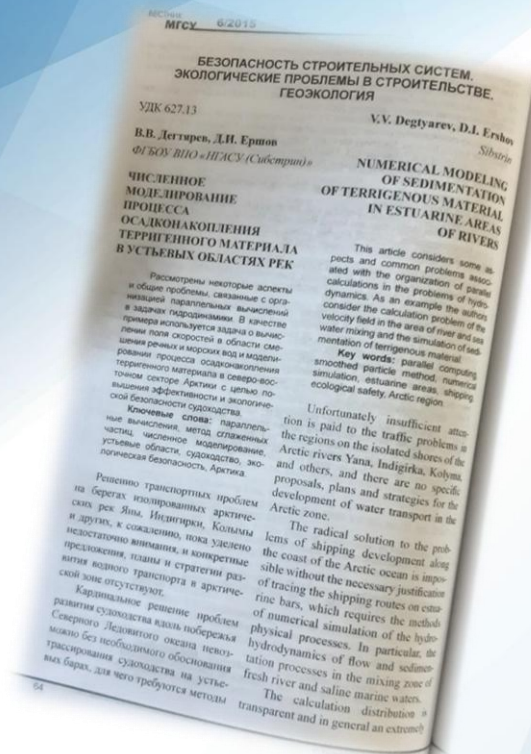 Вестник
МГСУ 6/2015
БЕЗОПАСНОСТЬ СТРОИТЕЛЬНЫХ СИСТЕМ.
ЭКОЛОГИЧЕСКИЕ ПРОБЛЕМЫ В СТРОИТЕЛЬСТВЕ.
ГЕОЭКОЛОГИЯ
УДК 627.13
В.В. Дегтярев, Д.И. Ершов
ФГБОУ ВПО «НГАСУ (Сибстрин)»
ЧИСЛЕННОЕ
МОДЕЛИРОВАНИЕ
ПРОЦЕССА
ОСАДКОНАКОПЛЕНИЯ
ТЕРРИГЕННОГО МАТЕРИАЛА
В УСТЬЕВЫХ ОБЛАСТЯХ РЕК
Рассмотрены некоторые аспекты
и общие проблемы, связанные с орга-
низацией параллельных вычислений
в задачах гидродинамики. В качестве
примера используется задача о вычис-
лении поля скоростей в области сме-
шения речных и морских вод и модели-
ровании процесса осадконакопления
терригенного материала в северо-вос-
точном секторе Арктики с целью по-
вышения эффективности и экологиче-
ской безопасности судоходства.
Ключевые слова: параллель-
ные вычисления, метод сглаженных
частиц, численное моделирование,
устьевые области, судоходство, эко-
логическая безопасность, Арктика.
Решению транспортных проблем
на берегах изолированных арктиче-
ских рек Яны, Индигирки, Колымы
и других, к сожалению, пока уделено
недостаточно внимания, и конкретные
предложения, планы и стратегии раз-
вития водного транспорта в арктиче-
ской зоне отсутствуют.
Кардинальное решение проблем
развития судоходства вдоль побережья
Северного Ледовитого океана невоз-
можно без необходимого обоснования
трассирования судоходства на устье-
вых барах, для чего требуются методы
64
V.V. Degtyarev, D.I. Ershov
Sibstrin
NUMERICAL MODELING
OF SEDIMENTATION
OF TERRIGENOUS MATERIAL
IN ESTUARINE AREAS
OF RIVERS
This article considers some as-
pects and common problems associ-
ated with the organization of parallel
calculations in the problems of hydro-
dynamics. As an example the authors
consider the calculation problem of the
velocity field in the area of river and sea
water mixing and the simulation of sedi-
mentation of terrigenous material.
Key words: parallel computing,
smoothed particle method, numerical
simulation, estuarine areas, shipping,
ecological safety, Arctic region.
Unfortunately insufficient atten-
tion is paid to the traffic problems in
the regions on the isolated shores of the
Arctic rivers Yana, Indigirka, Kolyma,
and others, and there are no specific
proposals, plans and strategies for the
development of water transport in the
Arctic zone.
The radical solution to the prob-
lems of shipping development along
the coast of the Arctic ocean is impos-
sible without the necessary justification
of tracing the shipping routes on estua-
rine bars, which requires the methods
of numerical simulation of the hydro-
physical processes. In particular, the
hydrodynamics of flow and sedimen-
tation processes in the mixing zone of
fresh river and saline marine waters.
The calculation distribution is
transparent and in general an extremely